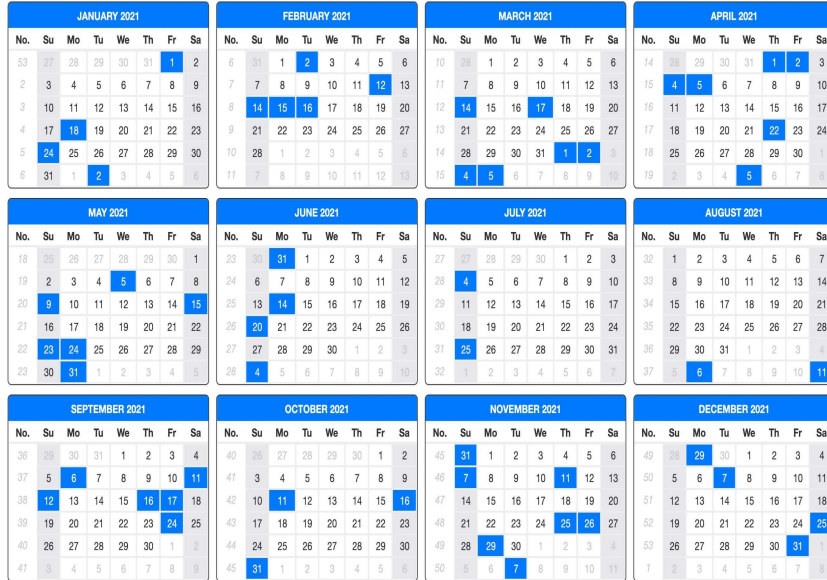 JANUARY 2021
No. Su Mo Tu We Th Fr Sa
53 27 28 29 30 31 1 2
2 3 4 5 6 7 8 9
3 10 11 12 13 14 15 16
4 17 18 19 20 21 22 23
5 24 25 26 27 28 29 30
6 31 1 2 3 4 5 6
FEBRUARY 2021
No. Su Mo Tu We Th Fr Sa
6 31 1 2 3 4 5 6
7 7 8 9 10 11 12 13
8 14 15 16 17 18 19 20
9 21 22 23 24 25 26 27
10 28 1 2 3 4 5 6
11 7 8 9 10 11 12 13
MARCH 2021
No. Su Mo Tu We Th Fr Sa
10 28 1 2 3 4 5 6
11 7 8 9 10 11 12 13
12 14 15 16 17 18 19 20
13 21 22 23 24 25 26 27
14 28 29 30 31 1 2 3
15 4 5 6 7 8 9 10
APRIL 2021
No. Su Mo Tu We Th Fr Sa
14 28 29 30 31 1 2 3
15 4 5 6 7 8 9 10
16 11 12 13 14 15 16 17
17 18 19 20 21 22 23 24
18 25 26 27 28 29 30 1
19 2 3 4 5 6 7 8
MAY 2021
No. Su Mo Tu We Th Fr Sa
18 25 26 27 28 29 30 1
19 2 3 4 5 6 7 8
20 9 10 11 12 13 14 15
21 16 17 18 19 20 21 22
22 23 24 25 26 27 28 29
23 30 31 1 2 3 4 5
JUNE 2021
No. Su Mo Tu We Th Fr Sa
23 30 31 1 2 3 4 5
24 6 7 8 9 10 11 12
25 13 14 15 16 17 18 19
26 20 21 22 23 24 25 26
27 27 28 29 30 1 2 3
28 4 5 6 7 8 9 10
JULY 2021
No. Su Mo Tu We Th Fr Sa
27 27 28 29 30 1 2 3
28 4 5 6 7 8 9 10
29 11 12 13 14 15 16 17
30 18 19 20 21 22 23 24
31 25 26 27 28 29 30 31
32 1 2 3 4 5 6 7
AUGUST 2021
No. Su Mo Tu We Th Fr Sa
32 1 2 3 4 5 6 7
33 8 9 10 11 12 13 14
34 15 16 17 18 19 20 21
35 22 23 24 25 26 27 28
36 29 30 31 1 2 3 4
37 5 6 7 8 9 10 11
SEPTEMBER 2021
No. Su Mo Tu We Th Fr Sa
36 29 30 31 1 2 3 4
37 5 6 7 8 9 10 11
38 12 13 14 15 16 17 18
39 19 20 21 22 23 24 25
40 26 27 28 29 30 1 2
41 3 4 5 6 7 8 9
OCTOBER 2021
No. Su Mo Tu We Th Fr Sa
40 26 27 28 29 30 1 2
41 3 4 5 6 7 8 9
42 10 11 12 13 14 15 16
43 17 18 19 20 21 22 23
44 24 25 26 27 28 29 30
45 31 1 2 3 4 5 6
NOVEMBER 2021
No. Su Mo Tu We Th Fr Sa
45 31 1 2 3 4 5 6
46 7 8 9 10 11 12 13
47 14 15 16 17 18 19 20
48 21 22 23 24 25 26 27
49 28 29 30 1 2 3 4
50 5 6 7 8 9 10 11
DECEMBER 2021
No. Su Mo Tu We Th Fr Sa
49 28 29 30 1 2 3 4
50 5 6 7 8 9 10 11
51 12 13 14 15 16 17 18
52 19 20 21 22 23 24 25
53 26 27 28 29 30 31 1
1 2 3 4 5 6 7 8